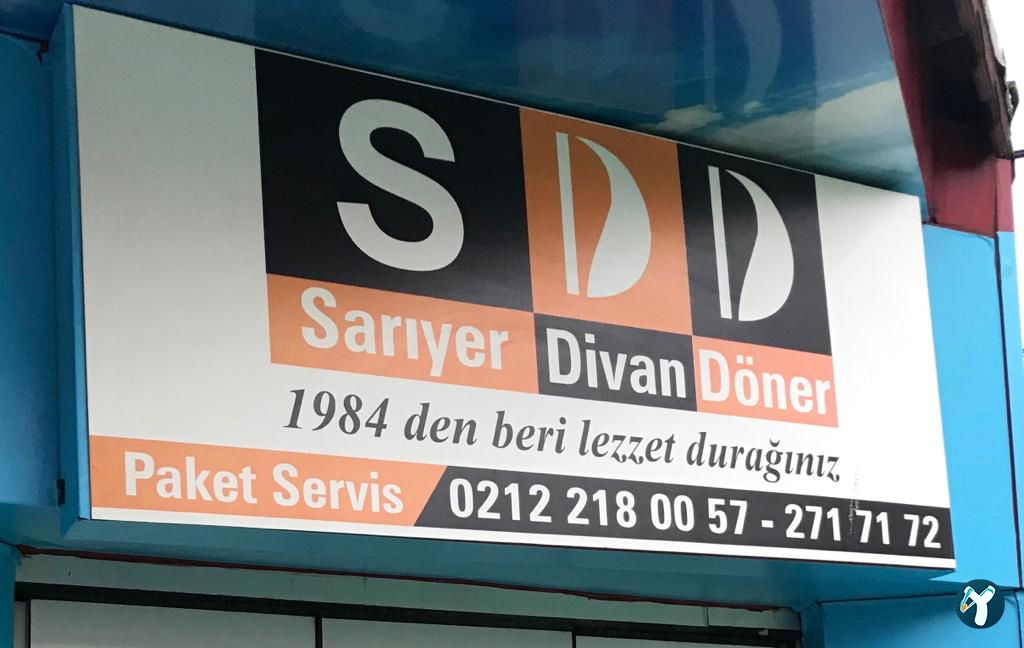 S D D
Sarıyer Divan Döner
1984 den beri lezzet durağınız
Paket Servis 0212 218 00 57 - 271 71 72